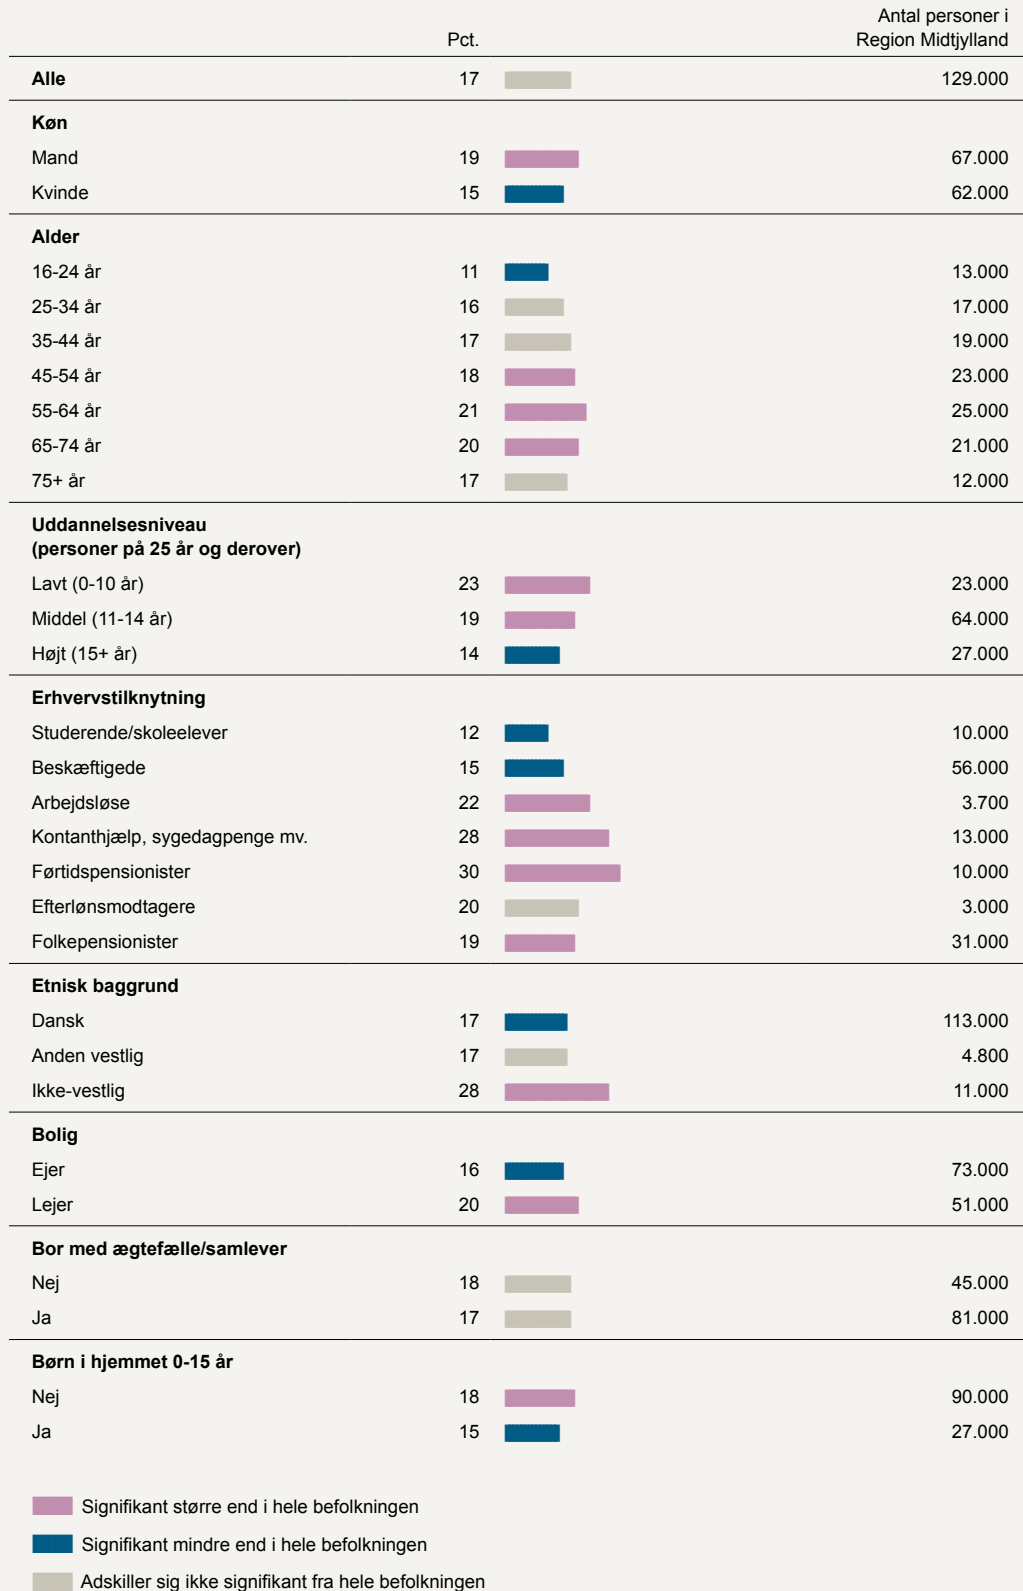 Antal personer i
Pct. Region Midtjylland
Alle 17 129.000
Køn
Mand 19 67.000
Kvinde 15 62.000
Alder
16-24 år 11 13.000
25-34 år 16 17.000
35-44 år 17 19.000
45-54 år 18 23.000
55-64 år 21 25.000
65-74 år 20 21.000
75+ år 17 12.000
Uddannelsesniveau
(personer på 25 år og derover)
Lavt (0-10 år) 23 23.000
Middel (11-14 år) 19 64.000
Højt (15+ år) 14 27.000
Erhvervstilknytning
Studerende/skoleelever 12 10.000
Beskæftigede 15 56.000
Arbejdsløse 22 3.700
Kontanthjælp, sygedagpenge mv. 28 13.000
Førtidspensionister 30 10.000
Efterlønsmodtagere 20 3.000
Folkepensionister 19 31.000
Etnisk baggrund
Dansk 17 113.000
Anden vestlig 17 4.800
Ikke-vestlig 28 11.000
Bolig
Ejer 16 73.000
Lejer 20 51.000
Bor med ægtefælle/samlever
Nej 18 45.000
Ja 17 81.000
Børn i hjemmet 0-15 år
Nej 18 90.000
Ja 15 27.000
Signifikant større end i hele befolkningen
Signifikant mindre end i hele befolkningen
Adskiller sig ikke signifikant fra hele befolkningen